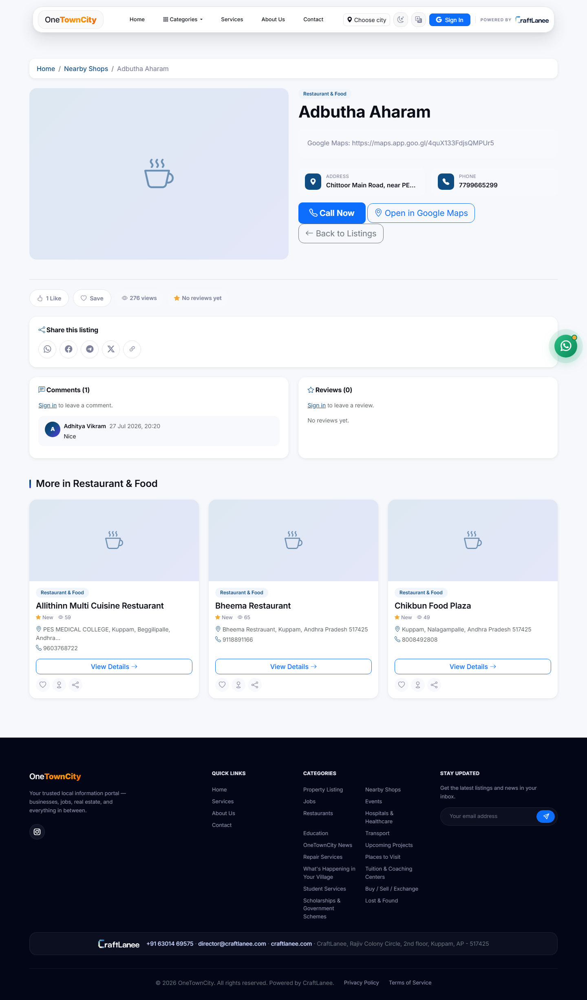 OneTownCity
Home
Categories
Services
About Us
Contact
Choose city
Sign In
POWERED BY
CraftLanee
Home / Nearby Shops / Adbutha Aharam
Restaurant & Food
Adbutha Aharam
Google Maps: https://maps.app.goo.gl/4quX133FdjsQMPUr5
ADDRESS
Chittoor Main Road, near PE...
PHONE
7799665299
Call Now
Open in Google Maps
Back to Listings
1 Like
Save
276 views
No reviews yet
Share this listing
Comments (1)
Sign in to leave a comment.
A
Adhitya Vikram 27 Jul 2026, 20:20
Nice
Reviews (0)
Sign in to leave a review.
No reviews yet.
More in Restaurant & Food
Restaurant & Food
Allithinn Multi Cuisine Restuarant
New 59
PES MEDICAL COLLEGE, Kuppam, Beggilipalle,
Andhra...
9603768722
View Details
Restaurant & Food
Bheema Restaurant
New 65
Bheema Restrauant, Kuppam, Andhra Pradesh 517425
9118891166
View Details
Restaurant & Food
Chikbun Food Plaza
New 49
Kuppam, Nalagampalle, Andhra Pradesh 517425
8008492808
View Details
OneTownCity
Your trusted local information portal —
businesses, jobs, real estate, and
everything in between.
QUICK LINKS
Home
Services
About Us
Contact
CATEGORIES
Property Listing
Nearby Shops
Jobs
Events
Restaurants
Hospitals &
Healthcare
Education
Transport
OneTownCity News
Upcoming Projects
Repair Services
Places to Visit
What's Happening in
Your Village
Tuition & Coaching
Centers
Student Services
Buy / Sell / Exchange
Scholarships &
Government
Schemes
Lost & Found
STAY UPDATED
Get the latest listings and news in your
inbox.
Your email address
CraftLanee +91 63014 69575 · director@craftlanee.com · craftlanee.com · CraftLanee, Rajiv Colony Circle, 2nd floor, Kuppam, AP - 517425
© 2026 OneTownCity. All rights reserved. Powered by CraftLanee.
Privacy Policy
Terms of Service